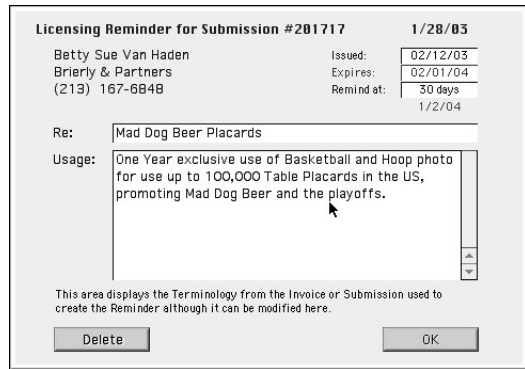 Licensing Reminder for Submission #201717 1/28/03
Betty Sue Van Haden Issued: 02/12/03
Brierly & Partners Expires: 02/01/04
(213) 167-6848 Remind at: 30 days
1/2/04
Re: Mad Dog Beer Placards
Usage: One Year exclusive use of Basketball and Hoop photo
for use up to 100,000 Table Placards in the US,
promoting Mad Dog Beer and the playoffs.
This area displays the Terminology from the Invoice or Submission used to
create the Reminder although it can be modified here.
Delete OK